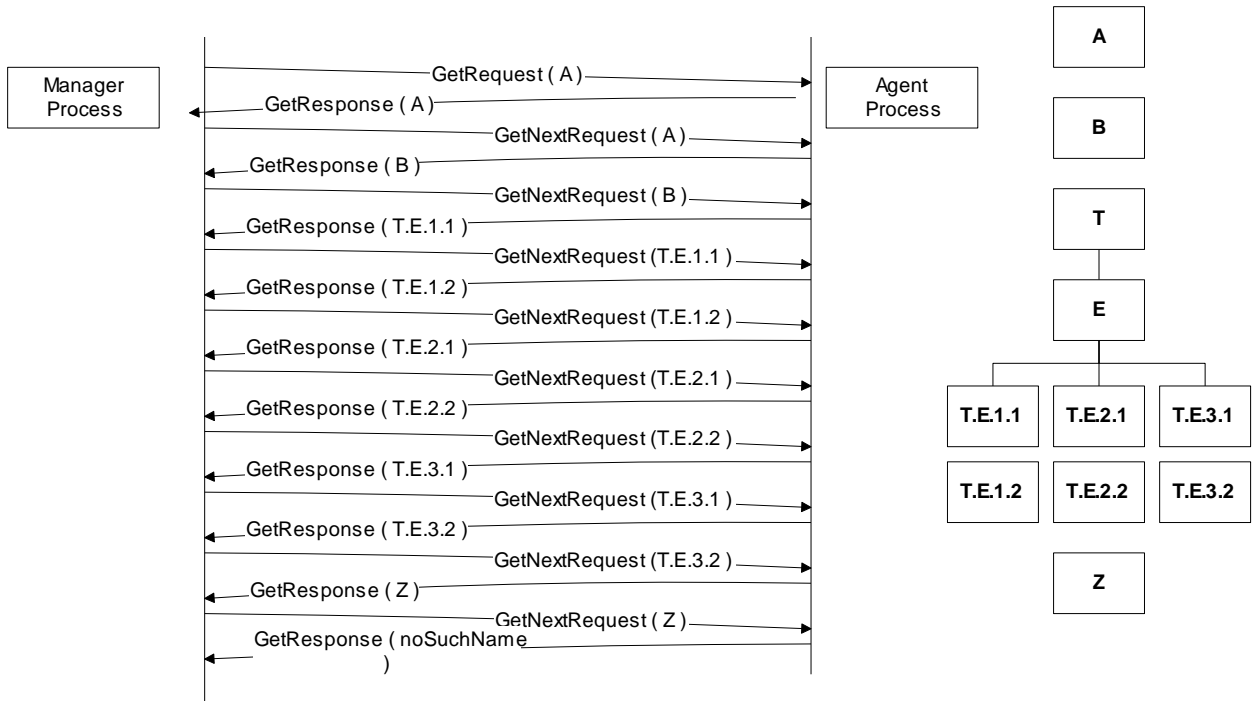 Manager
Process
GetRequest ( A )
GetResponse ( A )
GetNextRequest ( A )
GetResponse ( B )
GetNextRequest ( B )
GetResponse ( T.E.1.1 )
GetNextRequest (T.E.1.1 )
GetResponse ( T.E.1.2 )
GetNextRequest (T.E.1.2 )
GetResponse ( T.E.2.1 )
GetNextRequest (T.E.2.1 )
GetResponse ( T.E.2.2 )
GetNextRequest (T.E.2.2 )
GetResponse ( T.E.3.1 )
GetNextRequest (T.E.3.1 )
GetResponse ( T.E.3.2 )
GetNextRequest (T.E.3.2 )
GetResponse ( Z )
GetNextRequest ( Z )
GetResponse ( noSuchName
)
Agent
Process
A
B
T
E
T.E.1.1 T.E.2.1 T.E.3.1
T.E.1.2 T.E.2.2 T.E.3.2
Z